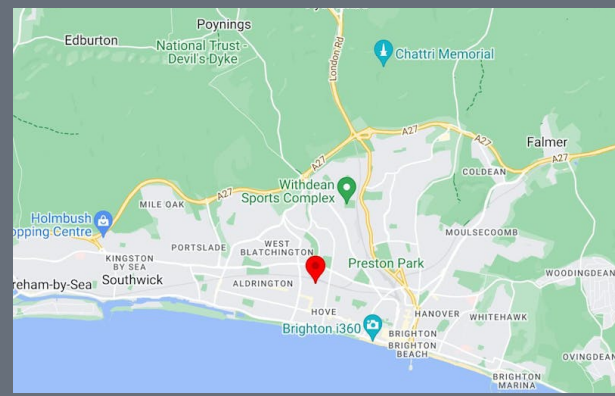 Poynings
Edburton
National Trust -
Devil's Dyke
London Rd
Chattri Memorial
A27
A27
Falmer
A27
A27
COLDEAN
Withdean
Sports Complex
A27
MILE OAK
Holmbush
opping Centre
MOULSECOOMB
PORTSLADE
WEST
BLATCHINGTON
KINGSTON
BY SEA
Preston Park
WOODINGDEAN
reham-by-Sea
Southwick
ALDRINGTON
HOVE
HANOVER
WHITEHAWK
Brighton i360
BRIGHTON
BRIGHTON
BEACH
OVINGDEAN
BRIGHTON
MARINA